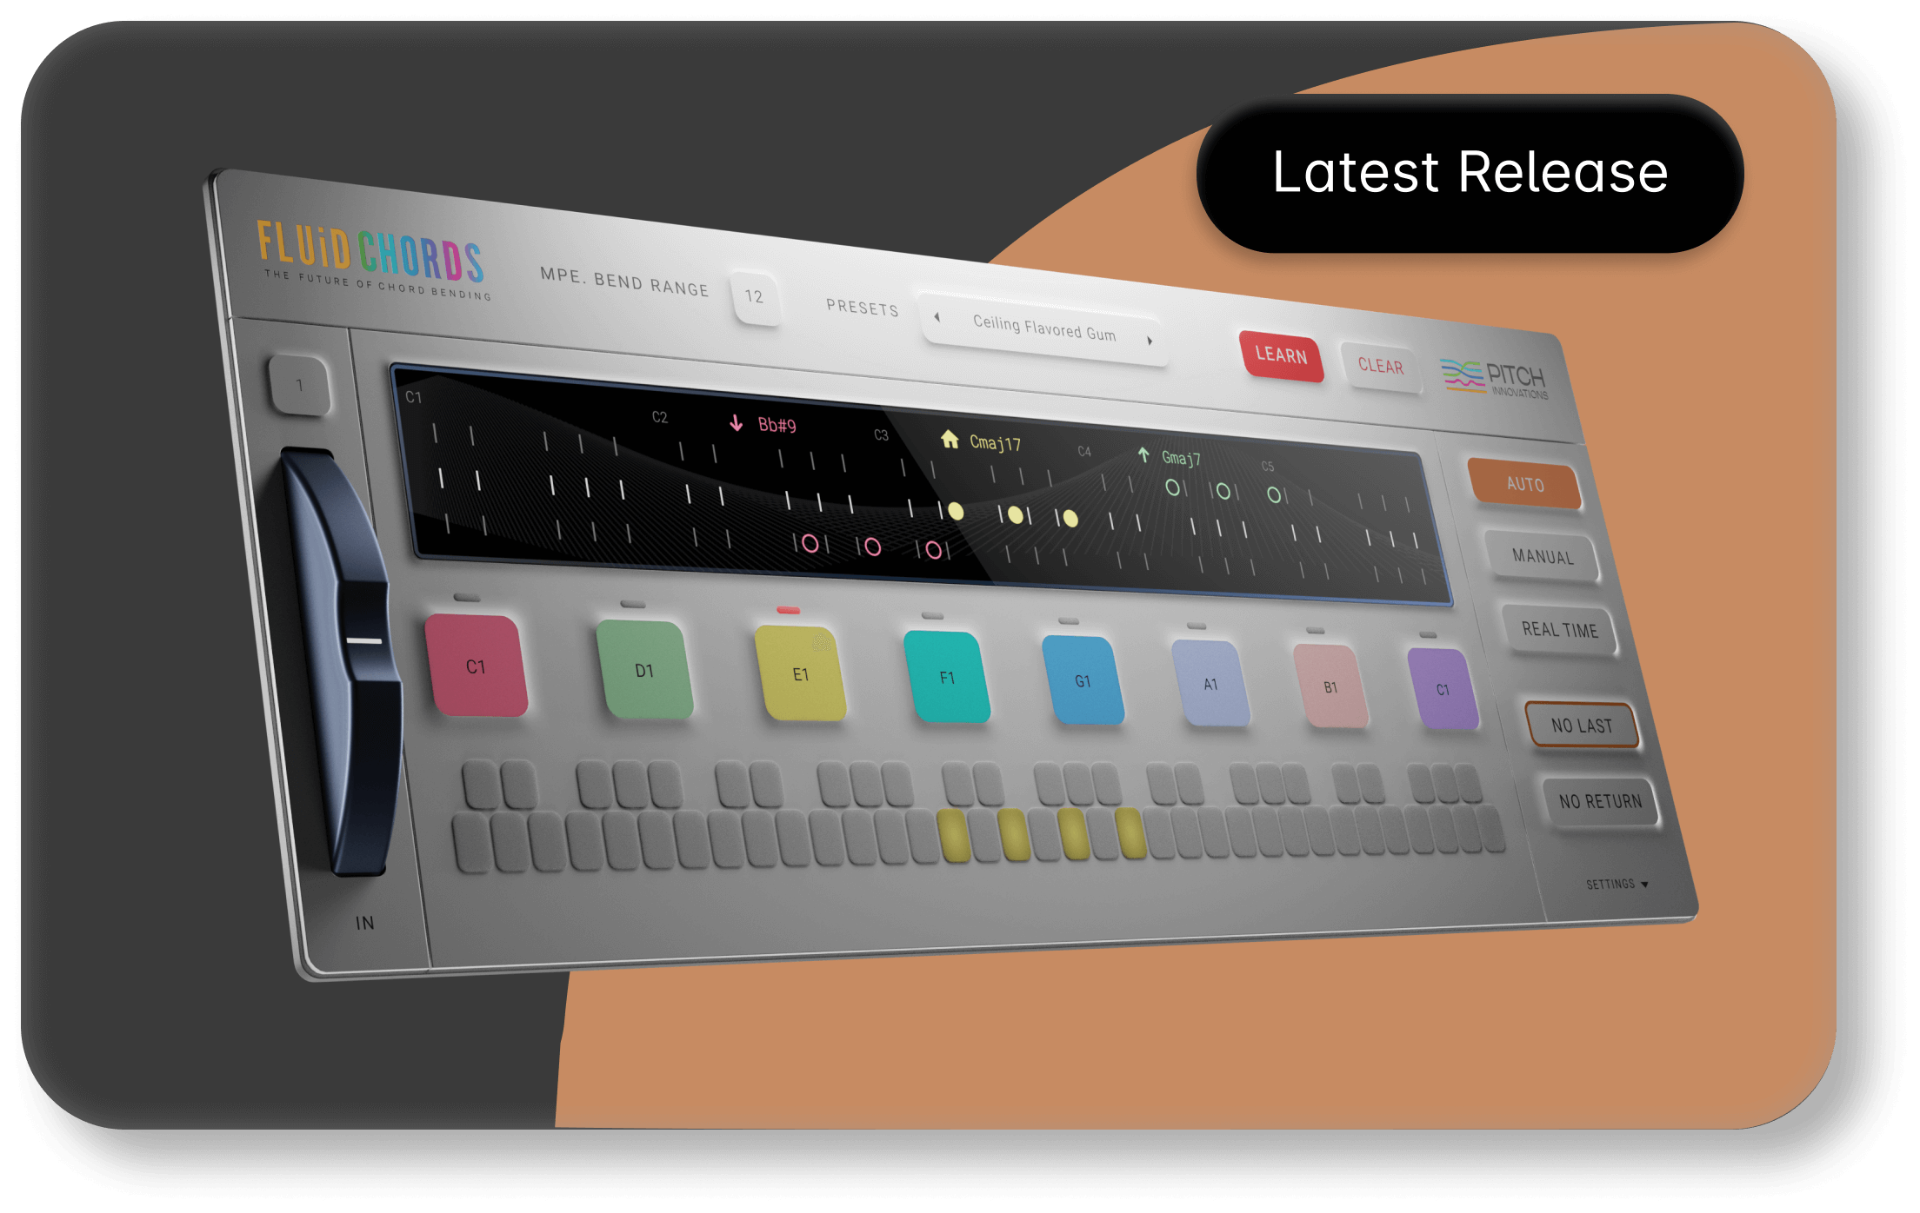 Latest Release
FLUiD CHORDS
THE FUTURE OF CHORD BENDING
MPE. BEND RANGE
12
PRESETS
Ceiling Flavored Gum
LEARN
CLEAR
PITCH
INNOVATIONS
1
C1
C2
Bb#9
C3
Cmaj17
C4
Gmaj7
C5
AUTO
MANUAL
REAL TIME
NO LAST
NO RETURN
C1
D1
E1
F1
G1
A1
B1
C1
IN
SETTINGS